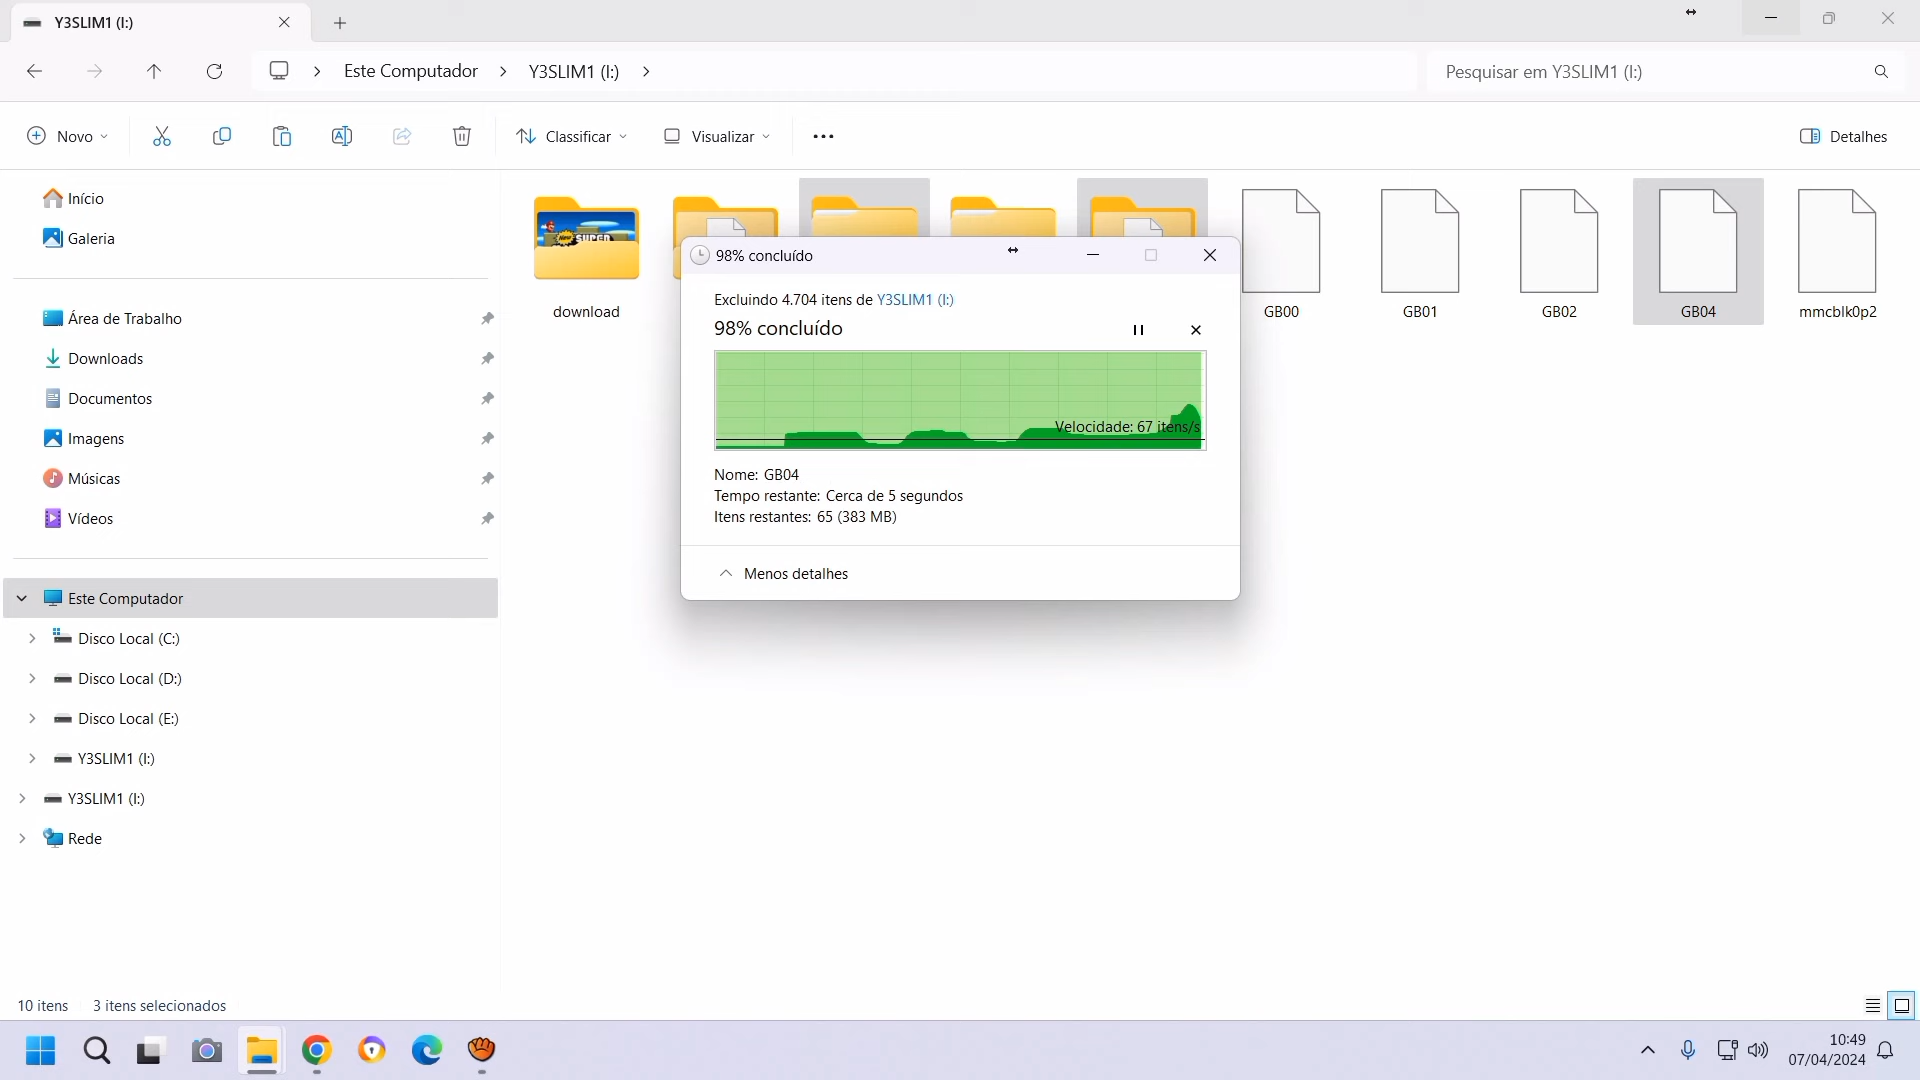 Y3SLIM1 (I:)
Este Computador
Y3SLIM1 (I:)
Pesquisar em Y3SLIM1 (I:)
Novo
Classificar
Visualizar
Detalhes
Início
Galeria
Área de Trabalho
Downloads
Documentos
Imagens
Músicas
Vídeos
Este Computador
Disco Local (C:)
Disco Local (D:)
Disco Local (E:)
Y3SLIM1 (I:)
Y3SLIM1 (I:)
Rede
New SUPER
download
GB00
GB01
GB02
GB04
mmcblk0p2
98% concluído
Excluindo 4.704 itens de Y3SLIM1 (I:)
98% concluído
Velocidade: 67 itens/s
Nome: GB04
Tempo restante: Cerca de 5 segundos
Itens restantes: 65 (383 MB)
Menos detalhes
10 itens
3 itens selecionados
10:49
07/04/2024